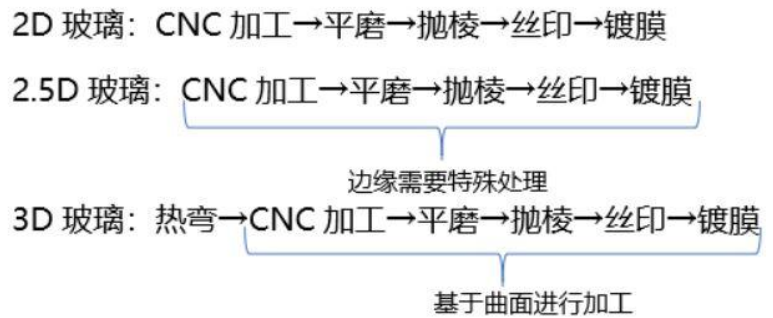 2D 玻璃：CNC 加工→平磨→抛棱→丝印→镀膜
2.5D 玻璃：CNC 加工→平磨→抛棱→丝印→镀膜
边缘需要特殊处理
3D 玻璃：热弯→CNC 加工→平磨→抛棱→丝印→镀膜
基于曲面进行加工